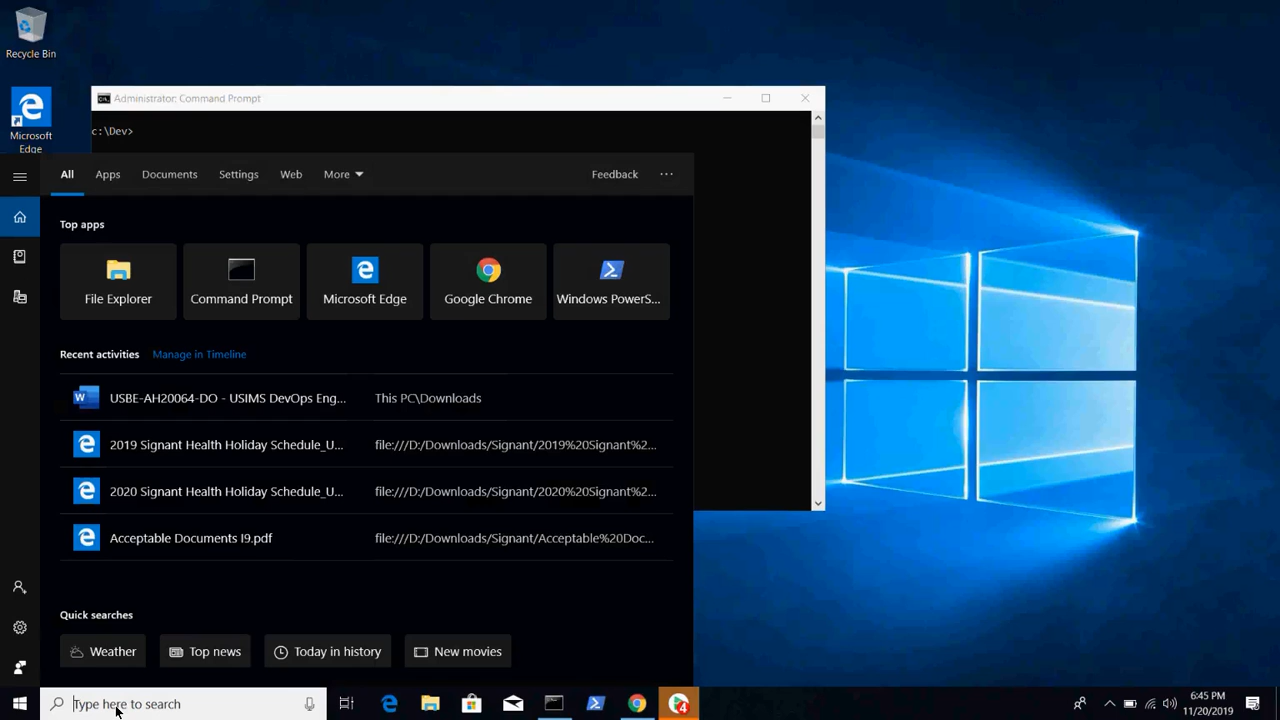 Recycle Bin
Microsoft
Edge
Administrator: Command Prompt
c:\Dev>
All Apps Documents Settings Web More Feedback
Top apps
File Explorer Command Prompt Microsoft Edge Google Chrome Windows PowerS...
Recent activities Manage in Timeline
USBE-AH20064-DO - USIMS DevOps Eng... This PC\Downloads
2019 Signant Health Holiday Schedule_U... file:///D:/Downloads/Signant/2019%20Signant%2...
2020 Signant Health Holiday Schedule_U... file:///D:/Downloads/Signant/2020%20Signant%2...
Acceptable Documents I9.pdf file:///D:/Downloads/Signant/Acceptable%20Doc...
Quick searches
Weather Top news Today in history New movies
Type here to search
4
6:45 PM
11/20/2019